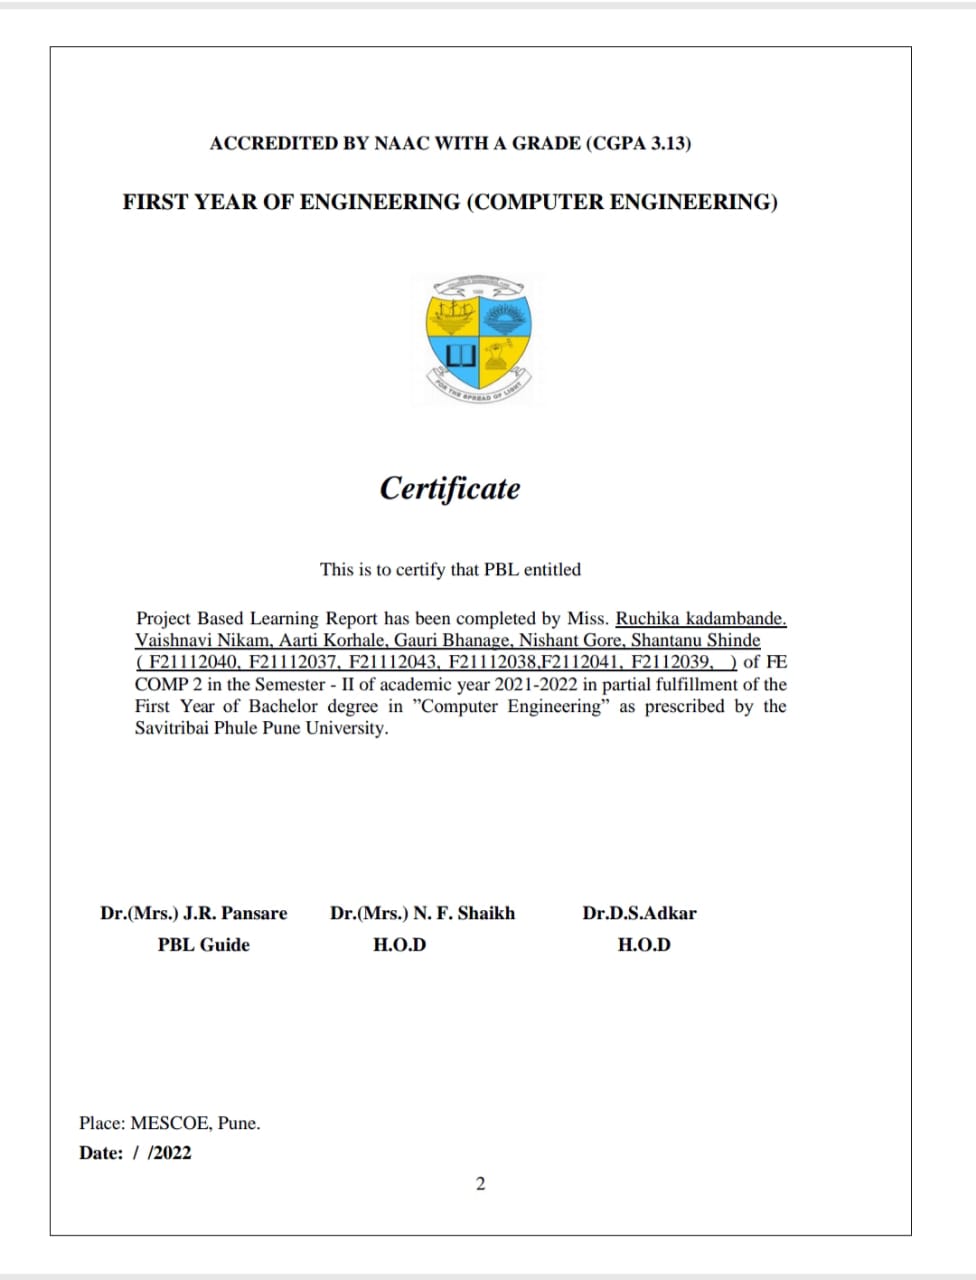 ACCREDITED BY NAAC WITH A GRADE (CGPA 3.13)
FIRST YEAR OF ENGINEERING (COMPUTER ENGINEERING)
FOR THE SPREAD OF LIGHT
Certificate
This is to certify that PBL entitled
Project Based Learning Report has been completed by Miss. Ruchika kadambande.
Vaishnavi Nikam, Aarti Korhale, Gauri Bhanage, Nishant Gore, Shantanu Shinde
( F21112040, F21112037, F21112043, F21112038,F2112041, F2112039, ) of FE
COMP 2 in the Semester - II of academic year 2021-2022 in partial fulfillment of the
First Year of Bachelor degree in ”Computer Engineering” as prescribed by the
Savitribai Phule Pune University.
Dr.(Mrs.) J.R. Pansare Dr.(Mrs.) N. F. Shaikh Dr.D.S.Adkar
PBL Guide H.O.D H.O.D
Place: MESCOE, Pune.
Date: / /2022
2